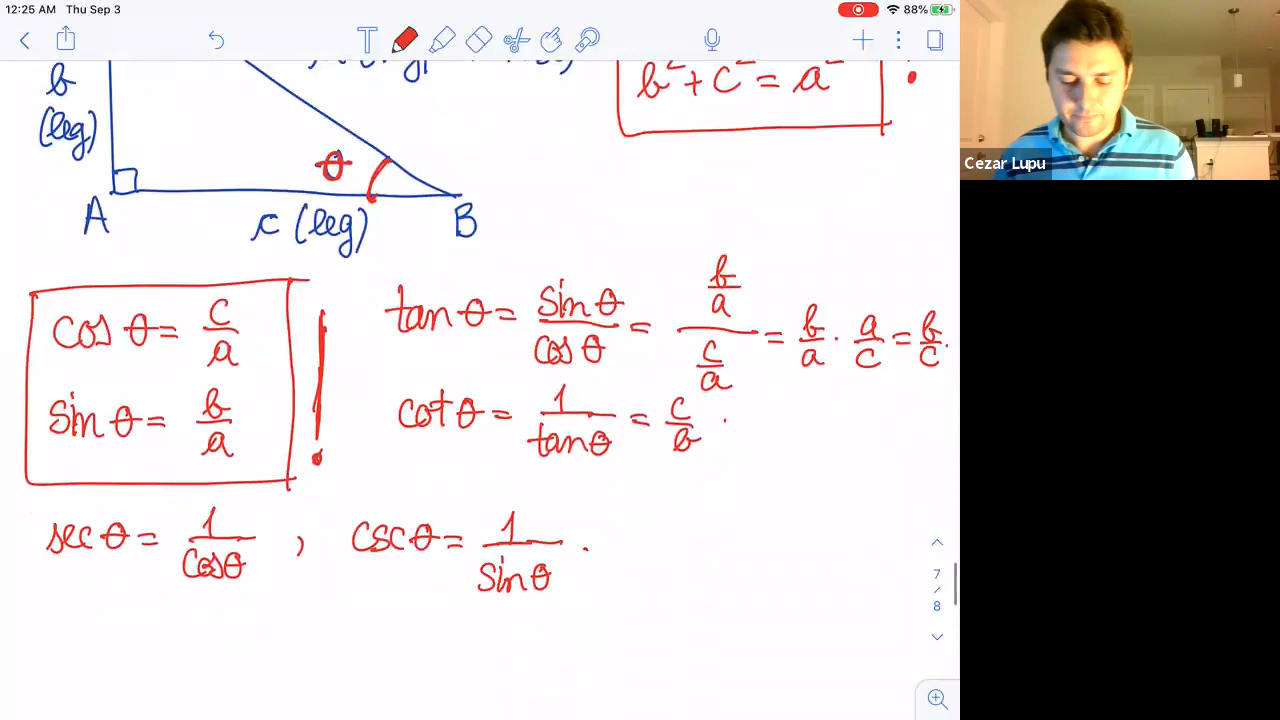 12:25 AM Thu Sep 3
88%
b
(leg)
b² + c² = a² !
θ
A
c (leg)
B
Cezar Lupu
cos θ = c/a
sin θ = b/a
!
tan θ = sin θ / cos θ = (b/a) / (c/a) = b/a · a/c = b/c .
cot θ = 1 / tan θ = c/b .
sec θ = 1 / cos θ , csc θ = 1 / sin θ .
7
/
8